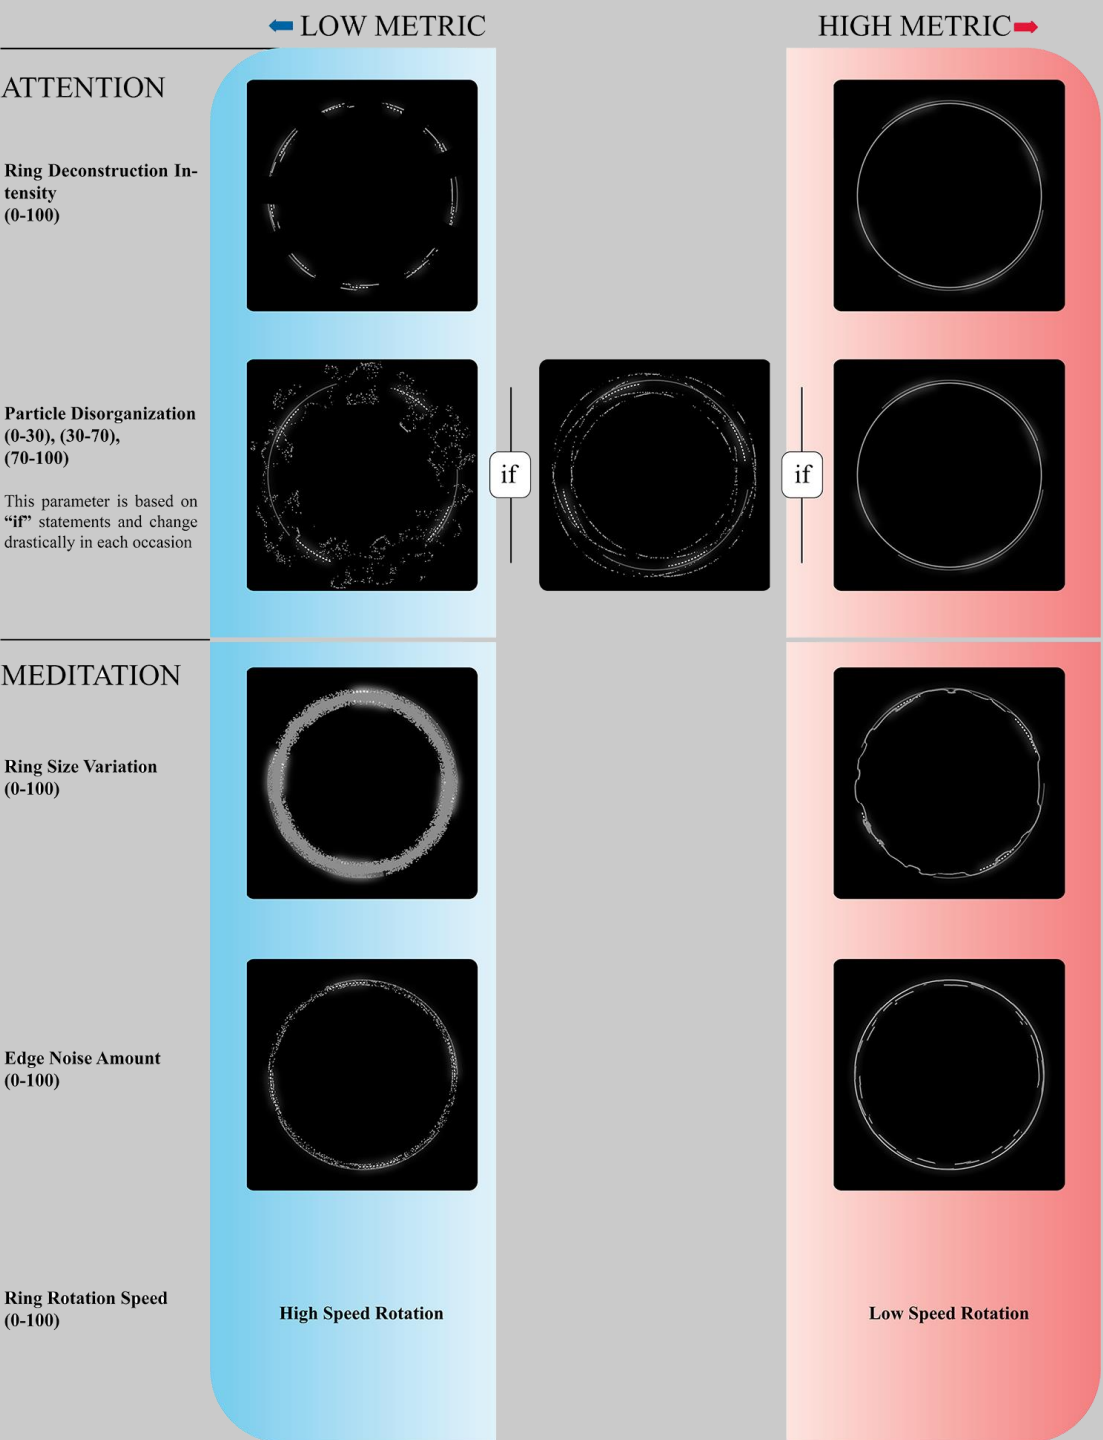 LOW METRIC
HIGH METRIC
ATTENTION
Ring Deconstruction In-
tensity
(0-100)
Particle Disorganization
(0-30), (30-70),
(70-100)
This parameter is based on
“if” statements and change
drastically in each occasion
if
if
MEDITATION
Ring Size Variation
(0-100)
Edge Noise Amount
(0-100)
Ring Rotation Speed
(0-100)
High Speed Rotation
Low Speed Rotation